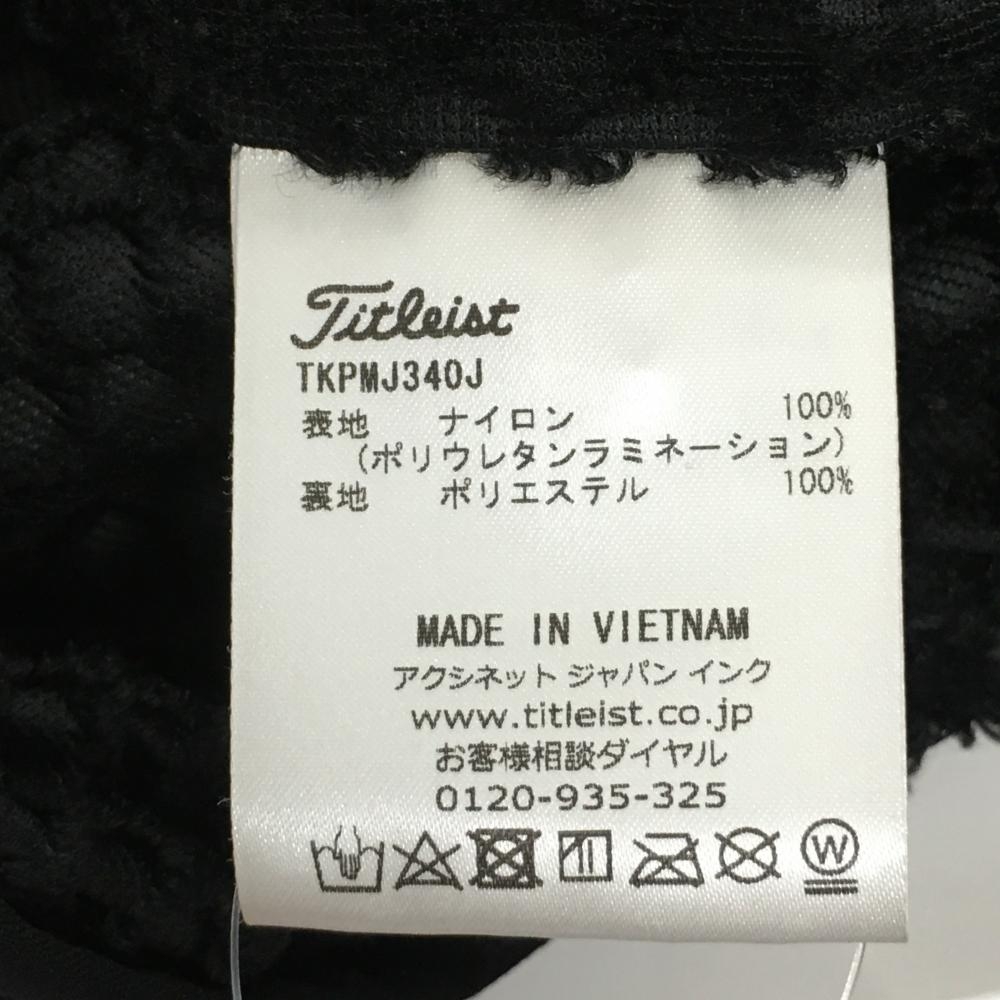 Titleist
TKPMJ340J
表地 ナイロン 100%
(ポリウレタンラミネーション)
裏地 ポリエステル 100%
MADE IN VIETNAM
アクシネット ジャパン インク
www.titleist.co.jp
お客様相談ダイヤル
0120-935-325
W